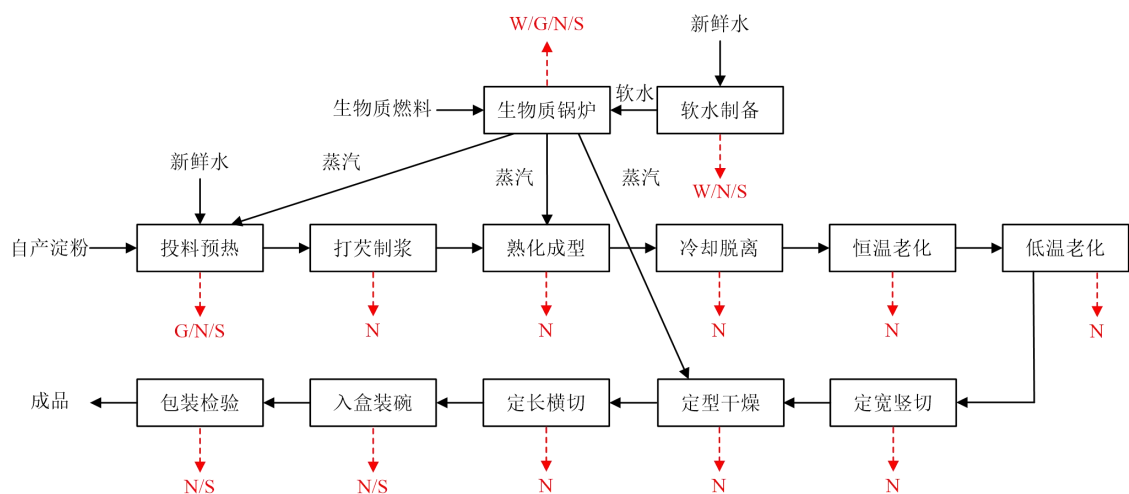 W/G/N/S
新鲜水
生物质燃料
生物质锅炉
软水
软水制备
新鲜水
蒸汽
蒸汽
蒸汽
W/N/S
自产淀粉
投料预热
打芡制浆
熟化成型
冷却脱离
恒温老化
低温老化
G/N/S
N
N
N
N
N
成品
包装检验
入盒装碗
定长横切
定型干燥
定宽竖切
N/S
N/S
N
N
N